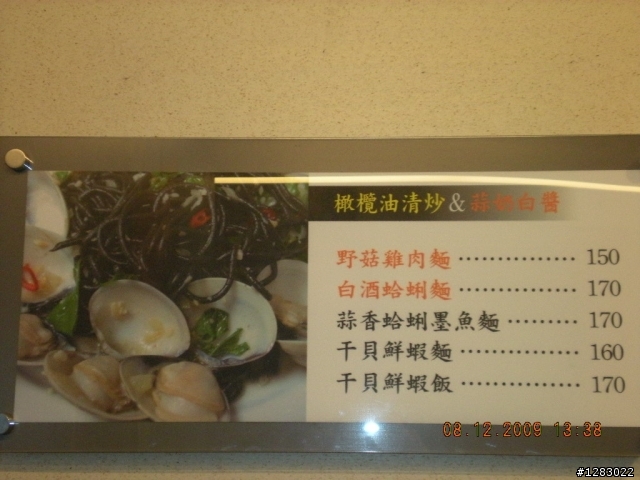 橄欖油清炒&蒜奶白醬
野菇雞肉麵 ················ 150
白酒蛤蜊麵 ················ 170
蒜香蛤蜊墨魚麵 ·········· 170
干貝鮮蝦麵 ················ 160
干貝鮮蝦飯 ················ 170
08.12.2009 13:38
#1283022